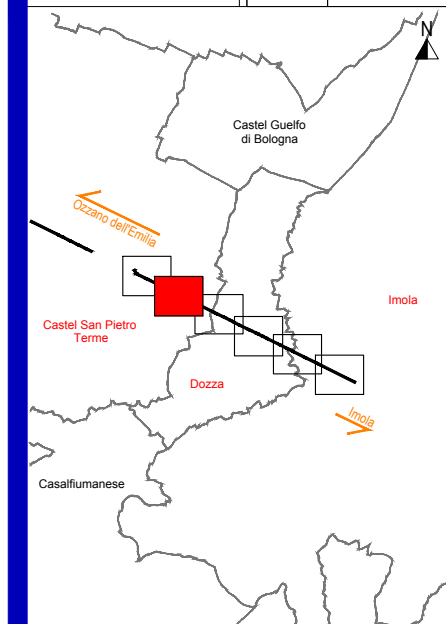 N
Castel Guelfo
di Bologna
Ozzano dell'Emilia
Imola
Castel San Pietro
Terme
Dozza
Imola
Casalfiumanese